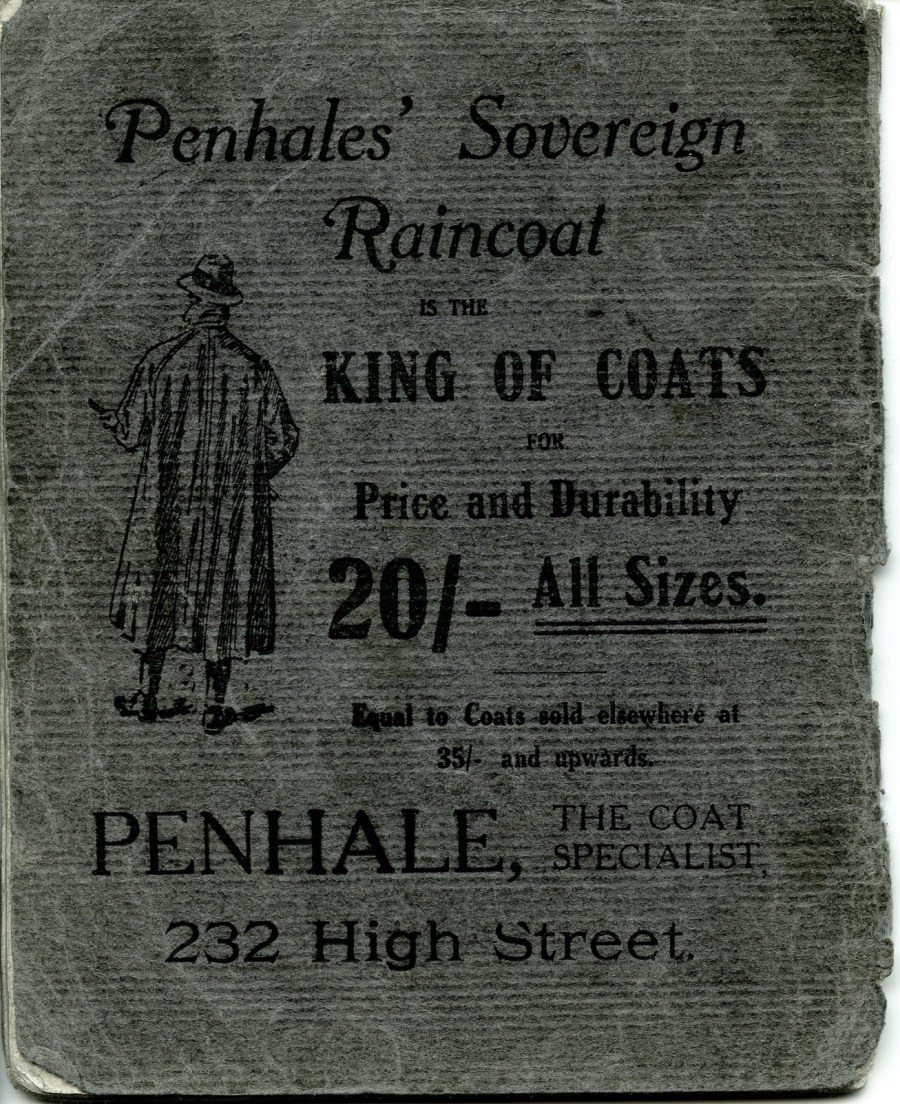 Penhales' Sovereign
Raincoat
IS THE
KING OF COATS
FOR
Price and Durability
20/- All Sizes.
Equal to Coats sold elsewhere at
35/- and upwards.
PENHALE, THE COAT
SPECIALIST,
232 High Street.